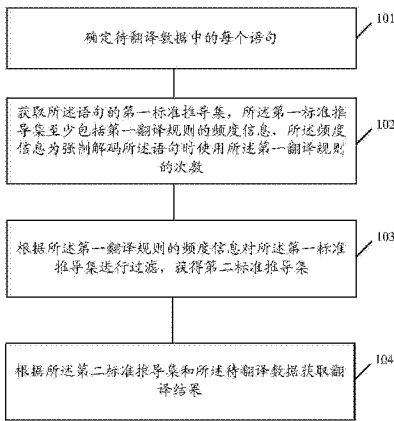 确定待翻译数据中的每个语句
101
获取所述语句的第一标准推导集，所述第一标准推
导集至少包括第一翻译规则的频度信息，所述频度
信息为强制解码所述语句时使用所述第一翻译规则
的次数
102
根据所述第一翻译规则的频度信息对所述第一标准
推导集进行过滤，获得第二标准推导集
103
根据所述第二标准推导集和所述待翻译数据获取翻译
结果
104